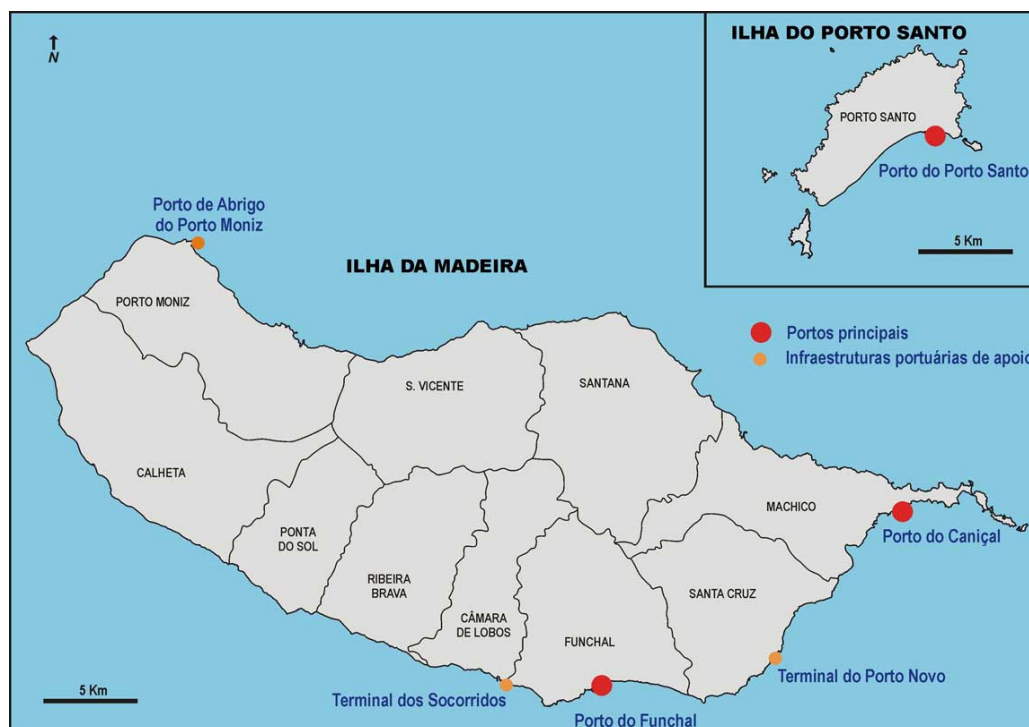 N
ILHA DO PORTO SANTO
PORTO SANTO
Porto do Porto Santo
5 Km
Porto de Abrigo
do Porto Moniz
ILHA DA MADEIRA
PORTO MONIZ
Portos principais
Infraestruturas portuárias de apoio
S. VICENTE
SANTANA
CALHETA
MACHICO
PONTA
DO SOL
Porto do Caniçal
RIBEIRA
BRAVA
SANTA CRUZ
CÂMARA
DE LOBOS
FUNCHAL
Terminal do Porto Novo
5 Km
Terminal dos Socorridos
Porto do Funchal